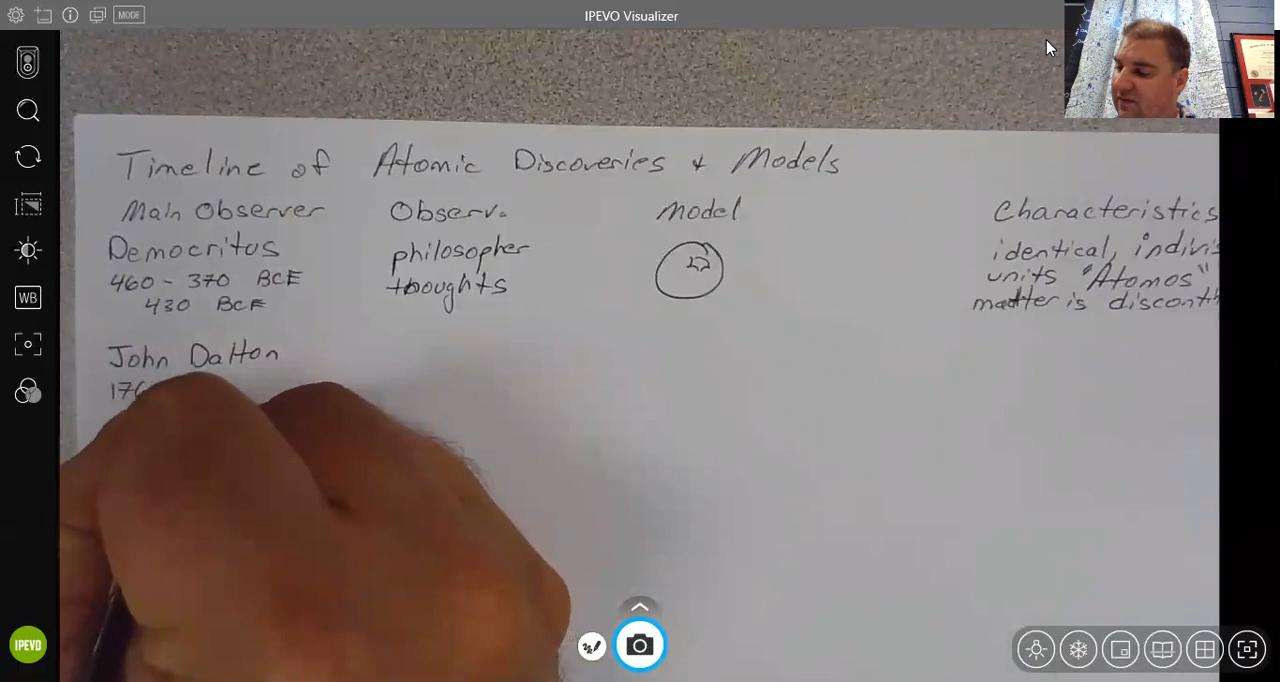 MODE
IPEVO Visualizer
WB
Timeline of Atomic Discoveries & Models
Main Observer Observ. Model Characteristics
Democritus philosopher identical, indivis
460 - 370 BCE thoughts units "Atomos"
430 BCE matter is discont
John Dalton
176
IPEVO